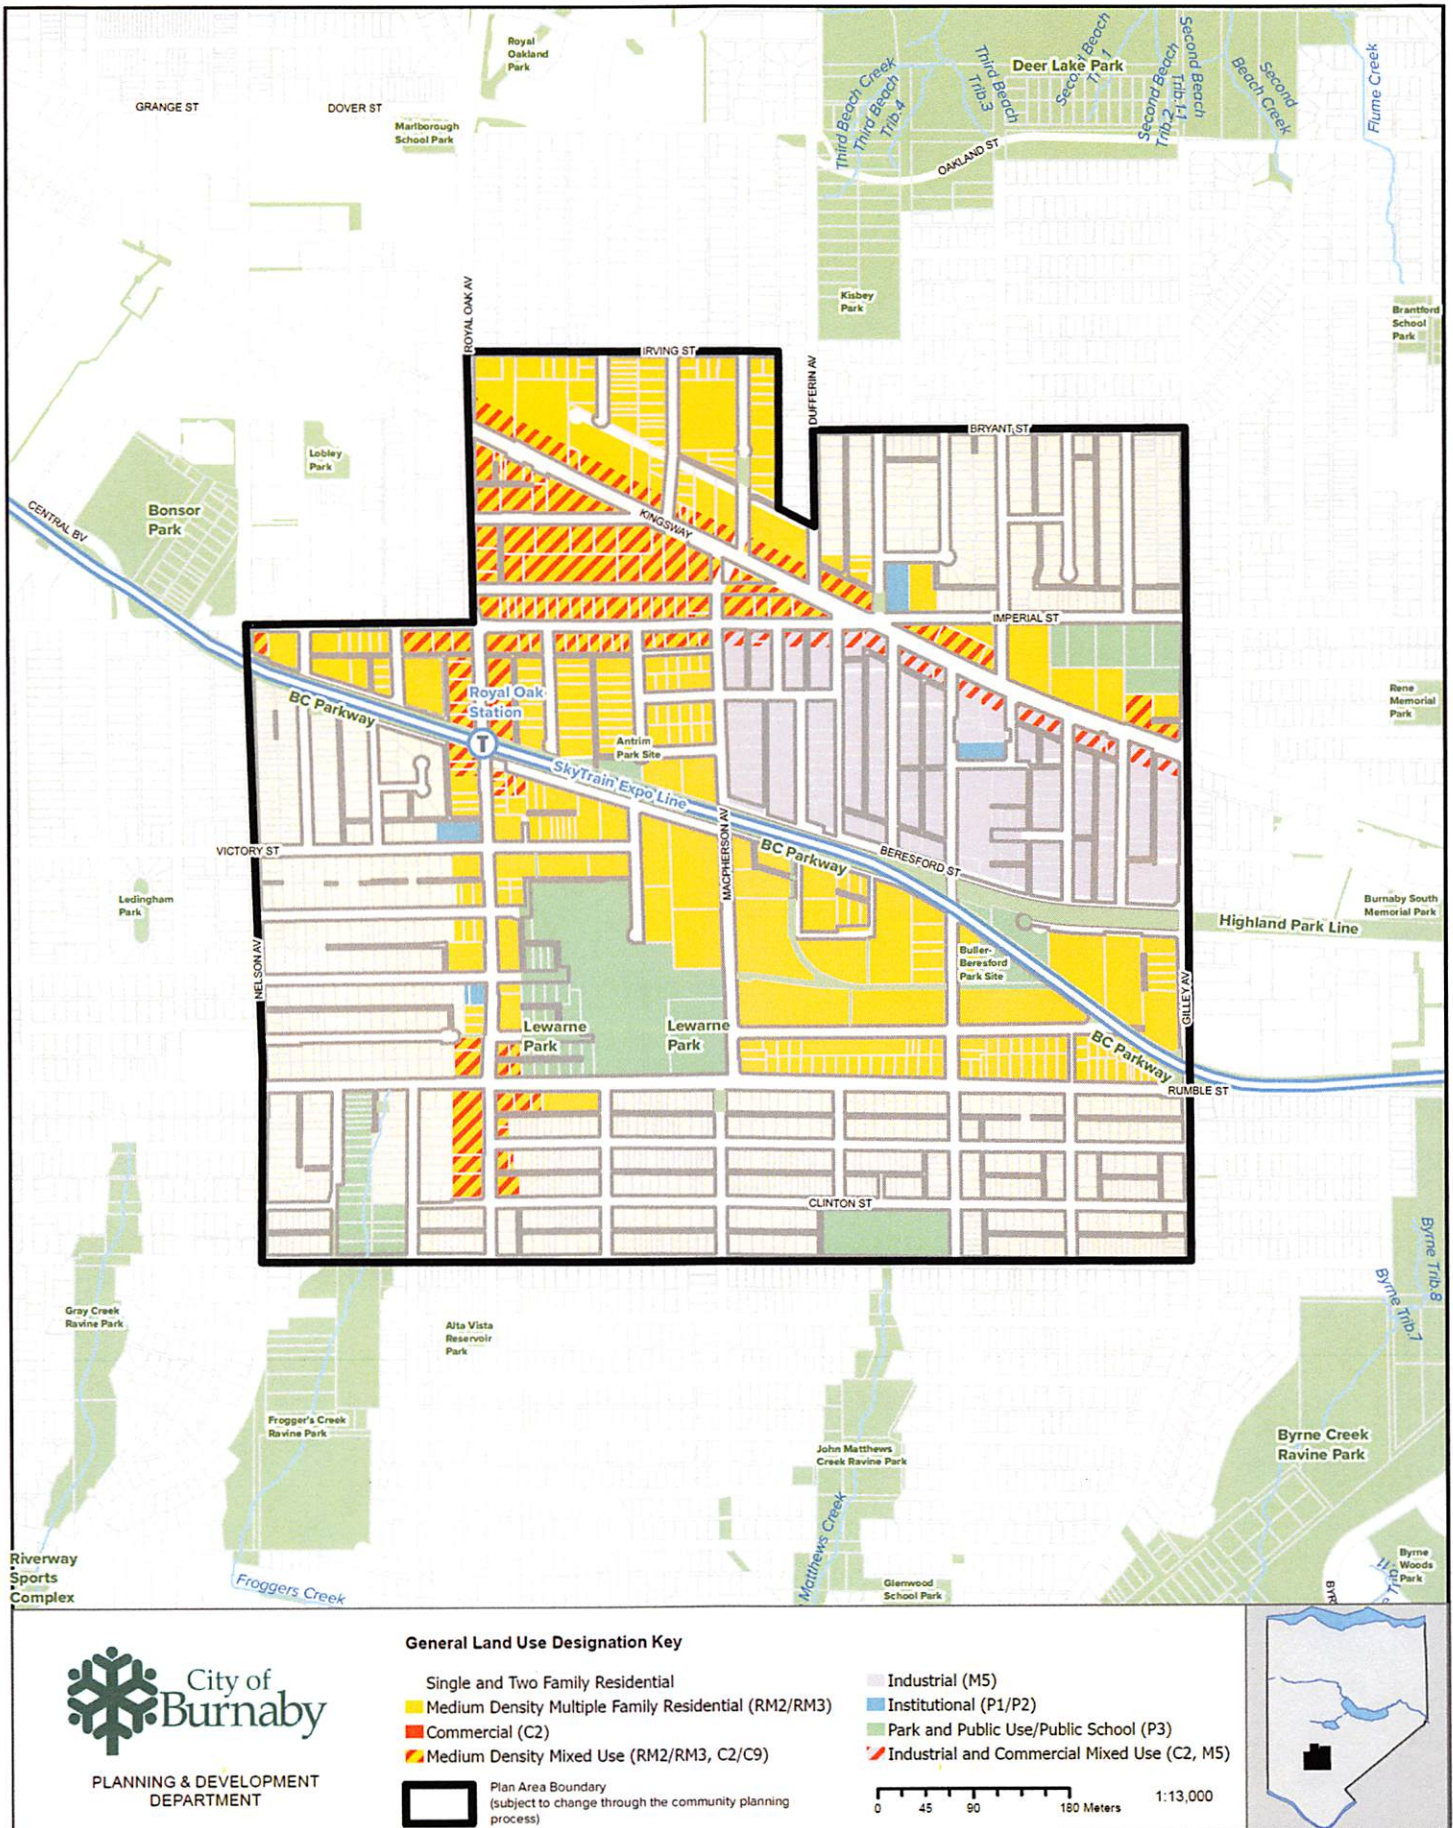 Royal
Oakland
Park
Deer Lake Park
Third Beach Creek
Third Beach
Trib.4
Third Beach
Trib.3
Second Beach
Second Beach
Trib.2
Second Beach
Trib.1-1
Second
Beach Creek
Flume Creek
GRANGE ST
DOVER ST
Marlborough
School Park
OAKLAND ST
ROYAL OAK AV
Kisbey
Park
Brantford
School
Park
IRVING ST
DUFFERIN AV
BRYANT ST
Lobley
Park
Bonsor
Park
CENTRAL BV
KINGSWAY
IMPERIAL ST
BC Parkway
Royal Oak
Station
T
Antrim
Park Site
SkyTrain Expo Line
Rene
Memorial
Park
MACPHERSON AV
BC Parkway
BERESFORD ST
VICTORY ST
Ledingham
Park
Burnaby South
Memorial Park
Highland Park Line
NELSON AV
Buller-
Beresford
Park Site
GILLEY AV
Lewarne
Park
Lewarne
Park
BC Parkway
RUMBLE ST
CLINTON ST
Byrne Trib.8
Byrne Trib.7
Gray Creek
Ravine Park
Alta Vista
Reservoir
Park
Frogger's Creek
Ravine Park
John Matthews
Creek Ravine Park
Byrne Creek
Ravine Park
Matthews Creek
Riverway
Sports
Complex
Froggers Creek
Glenwood
School Park
Byrne
Woods
Park
City of
Burnaby
PLANNING & DEVELOPMENT
DEPARTMENT
General Land Use Designation Key
Single and Two Family Residential
Medium Density Multiple Family Residential (RM2/RM3)
Commercial (C2)
Medium Density Mixed Use (RM2/RM3, C2/C9)
Plan Area Boundary
(subject to change through the community planning
process)
Industrial (M5)
Institutional (P1/P2)
Park and Public Use/Public School (P3)
Industrial and Commercial Mixed Use (C2, M5)
0 45 90 180 Meters
1:13,000